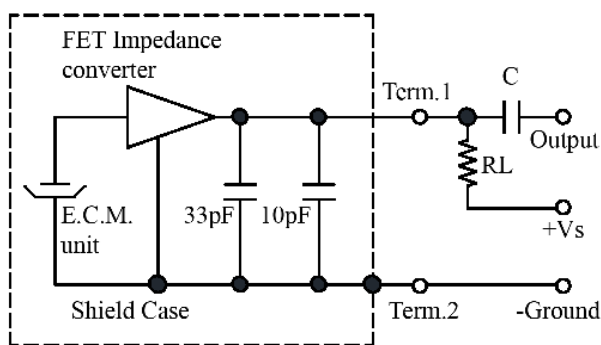 FET Impedance
converter
Term.1
C
Output
RL
E.C.M.
unit
33pF
10pF
+Vs
Shield Case
Term.2
-Ground